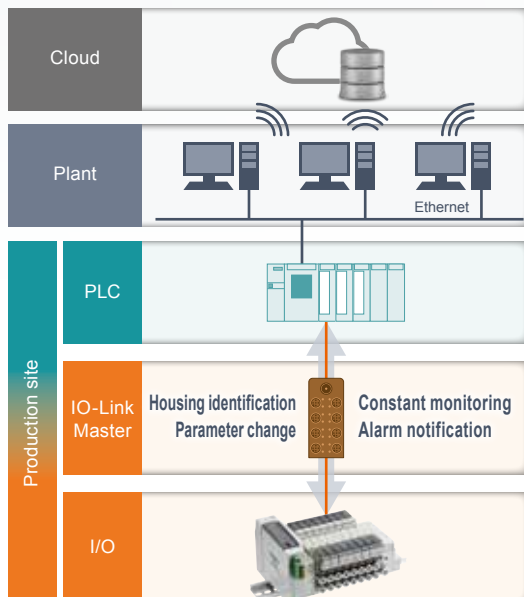 Cloud
Plant
Ethernet
Production site
PLC
IO-Link
Master
Housing identification
Parameter change
Constant monitoring
Alarm notification
I/O